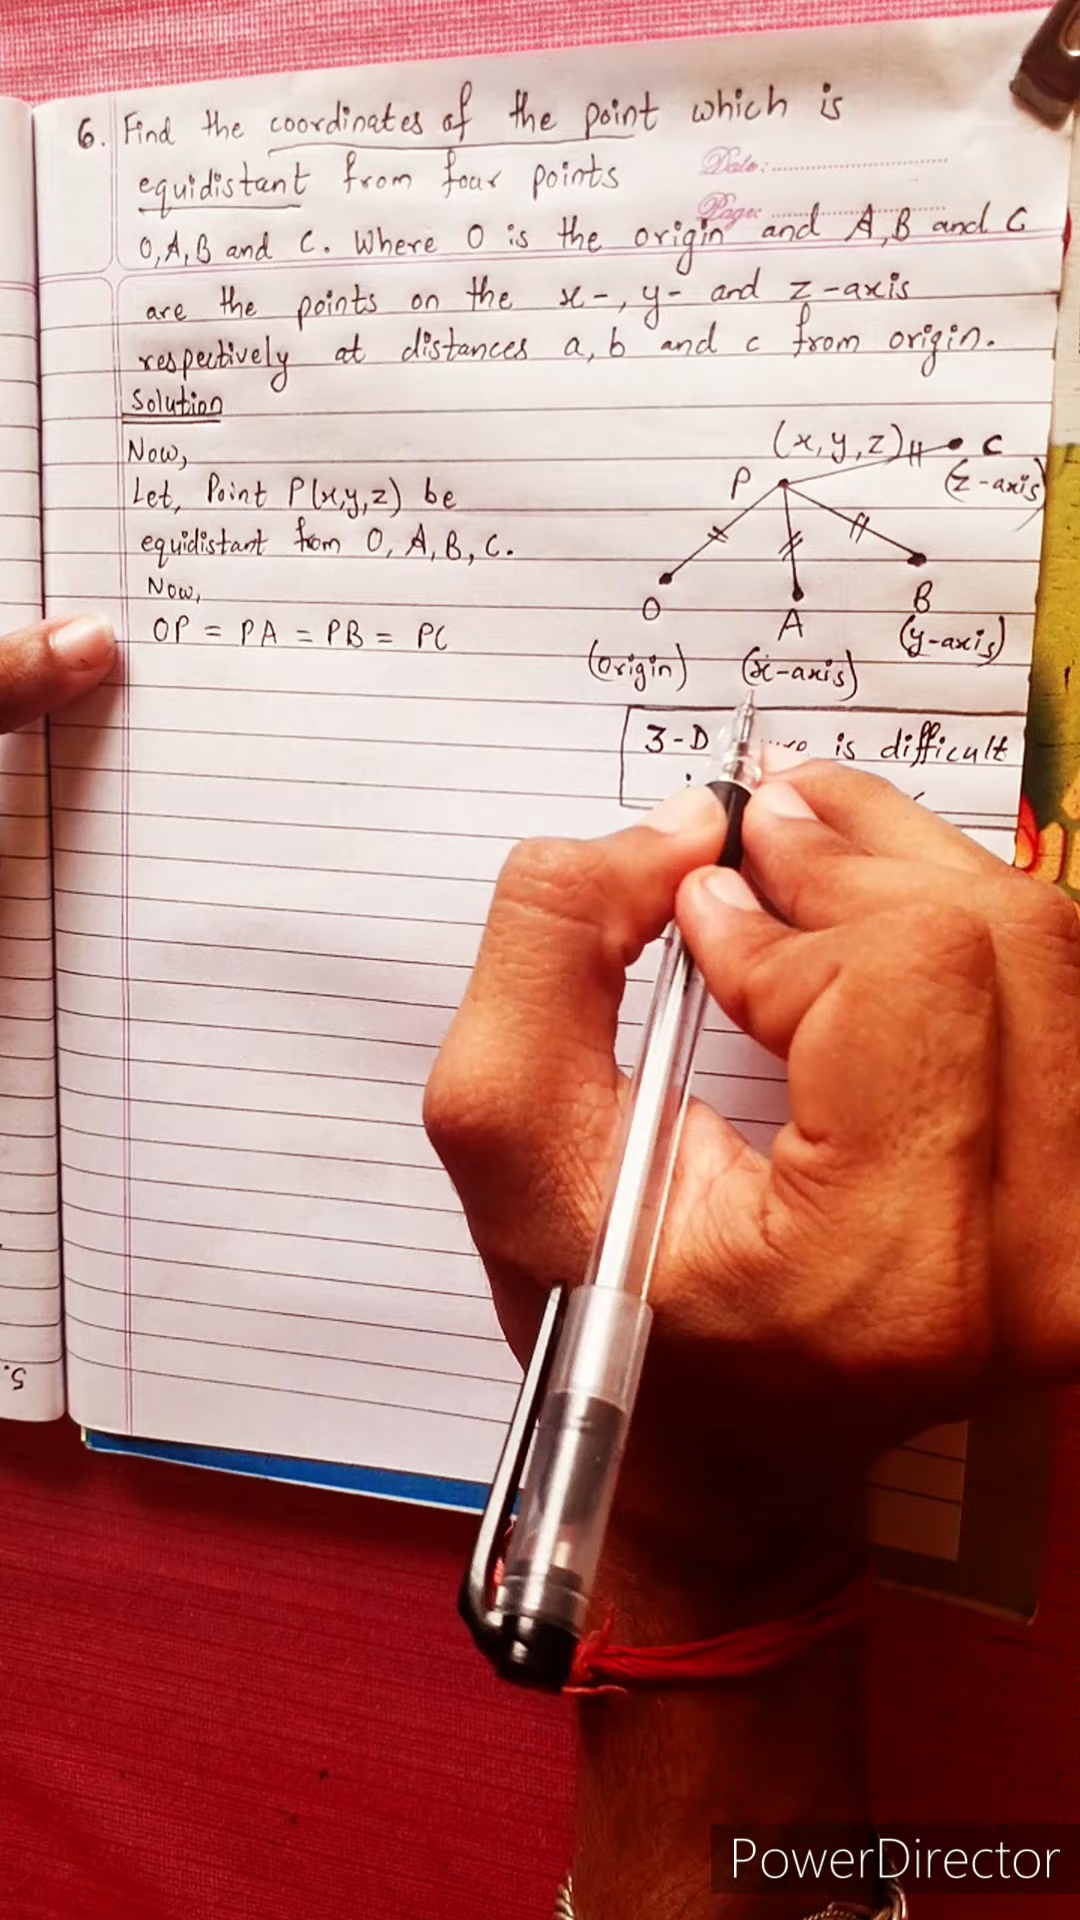 6. Find the coordinates of the point which is
equidistant from four points
Date:
Page:
O, A, B and C. Where O is the origin and A, B and C
are the points on the x-, y- and z-axis
respectively at distances a, b and c from origin.
Solution
Now,
Let, Point P(x,y,z) be
equidistant from O, A, B, C.
Now,
OP = PA = PB = PC
(x, y, z)
C
(z-axis)
P
O
A
B
(origin)
(x-axis)
(y-axis)
3-D is difficult
5.
PowerDirector